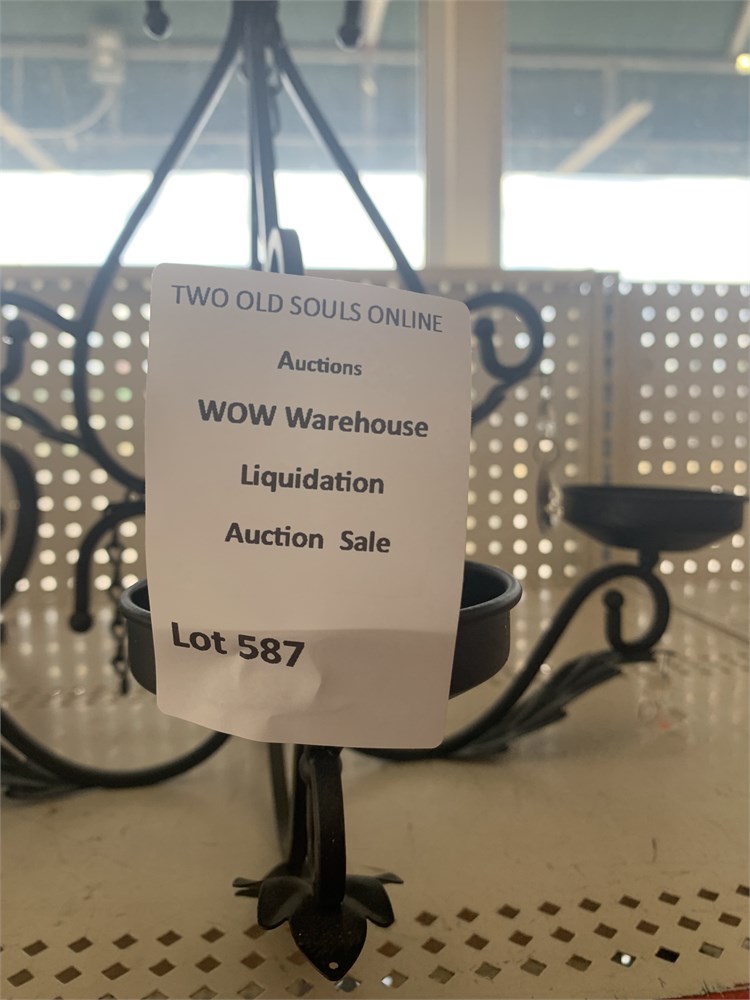 TWO OLD SOULS ONLINE
Auctions
WOW Warehouse
Liquidation
Auction Sale
Lot 587